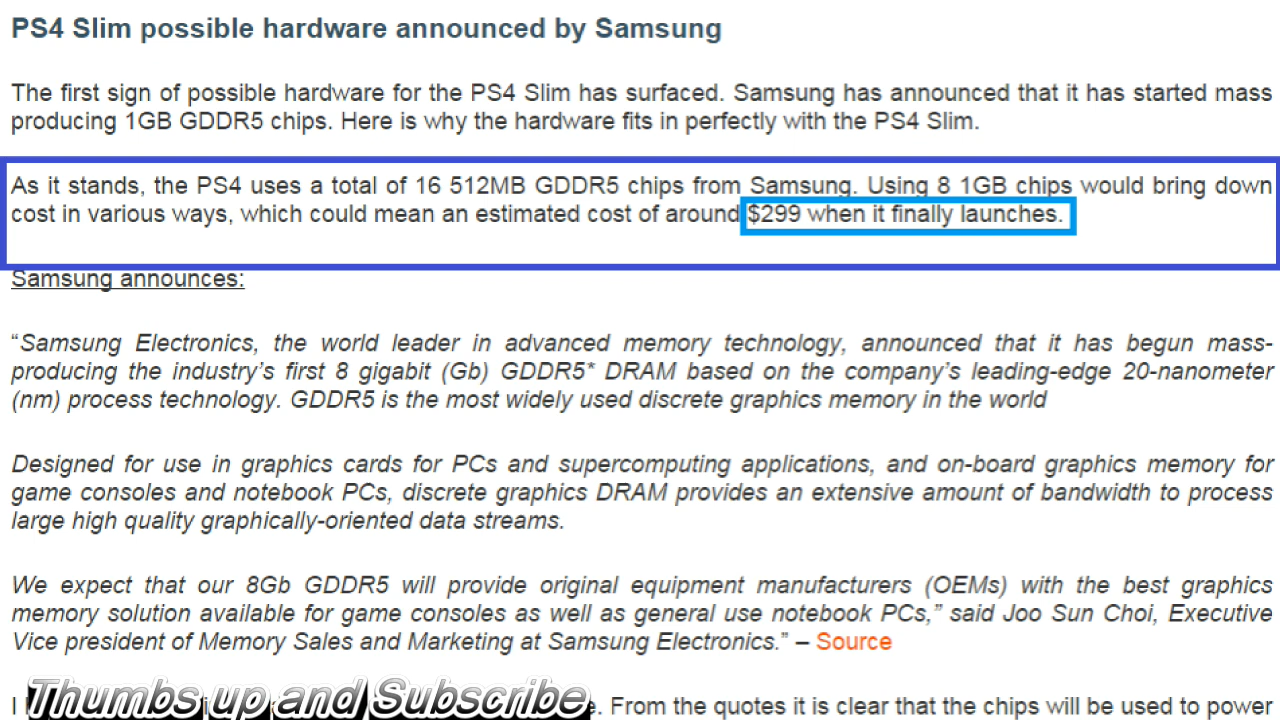 PS4 Slim possible hardware announced by Samsung
The first sign of possible hardware for the PS4 Slim has surfaced. Samsung has announced that it has started mass
producing 1GB GDDR5 chips. Here is why the hardware fits in perfectly with the PS4 Slim.
As it stands, the PS4 uses a total of 16 512MB GDDR5 chips from Samsung. Using 8 1GB chips would bring down
cost in various ways, which could mean an estimated cost of around $299 when it finally launches.
Samsung announces:
“Samsung Electronics, the world leader in advanced memory technology, announced that it has begun mass-
producing the industry’s first 8 gigabit (Gb) GDDR5* DRAM based on the company’s leading-edge 20-nanometer
(nm) process technology. GDDR5 is the most widely used discrete graphics memory in the world
Designed for use in graphics cards for PCs and supercomputing applications, and on-board graphics memory for
game consoles and notebook PCs, discrete graphics DRAM provides an extensive amount of bandwidth to process
large high quality graphically-oriented data streams.
We expect that our 8Gb GDDR5 will provide original equipment manufacturers (OEMs) with the best graphics
memory solution available for game consoles as well as general use notebook PCs,” said Joo Sun Choi, Executive
Vice president of Memory Sales and Marketing at Samsung Electronics.” – Source
I
Thumbs up and Subscribe
. From the quotes it is clear that the chips will be used to power